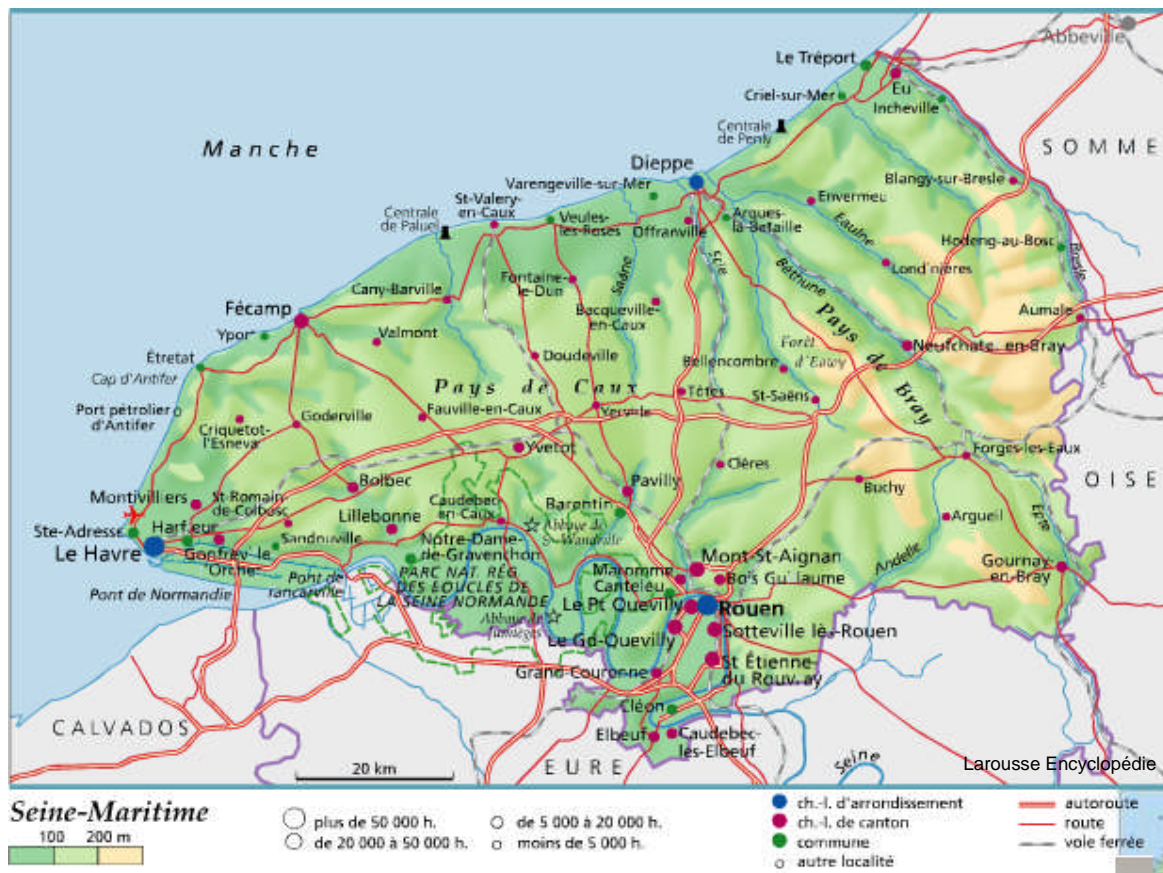 Abbeville
Le Tréport
Eu
Criel-sur-Mer
Incheville
Centrale
de Penly
SOMME
Manche
Dieppe
Blangy-sur-Bresle
Varengeville-sur-Mer
St-Valery-
en-Caux
Envermeu
Centrale
de Paluel
Veules-
les-Roses
Offranville
Arques-
la-Bataille
Eaulne
Hodeng-au-Bosc
Bresle
Scie
Saâne
Béthune
Londinières
Fontaine-
le-Dun
Cany-Barville
Bacqueville-
en-Caux
Fécamp
Aumale
Yport
Valmont
Pays de Bray
Forêt
d'Eawy
Neufchâtel-en-Bray
Étretat
Doudeville
Bellencombre
Cap d'Antifer
Pays de Caux
Tôtes
St-Saëns
Port pétrolier
d'Antifer
Goderville
Fauville-en-Caux
Yerville
Criquetot-
l'Esneval
Yvetot
Forges-les-Eaux
Clères
OISE
Bolbec
Pavilly
Buchy
Montivilliers
St-Romain-
de-Colbosc
Caudebec-
en-Caux
Barentin
Epte
Argueil
Ste-Adresse
Harfleur
Lillebonne
Abbaye de
St-Wandrille
Le Havre
Gonfreville-
l'Orcher
Sandouville
Notre-Dame-
de-Gravenchon
Mont-St-Aignan
Andelle
Gournay-
en-Bray
Pont de
Tancarville
PARC NAT. RÉG.
DES BOUCLES DE
LA SEINE NORMANDE
Maromme
Canteleu
Bois-Guillaume
Pont de Normandie
Le Pt Quevilly
Rouen
Abbaye de
Jumièges
Le Gd-Quevilly
Sotteville-lès-Rouen
Grand-Couronne
St Étienne
du Rouvray
CALVADOS
Cléon
Elbeuf
Caudebec-
lès-Elbeuf
20 km
EURE
Seine
Larousse Encyclopédie
Seine-Maritime
100 200 m
plus de 50 000 h.
de 20 000 à 50 000 h.
de 5 000 à 20 000 h.
moins de 5 000 h.
ch.-l. d'arrondissement
ch.-l. de canton
commune
autre localité
autoroute
route
voie ferrée